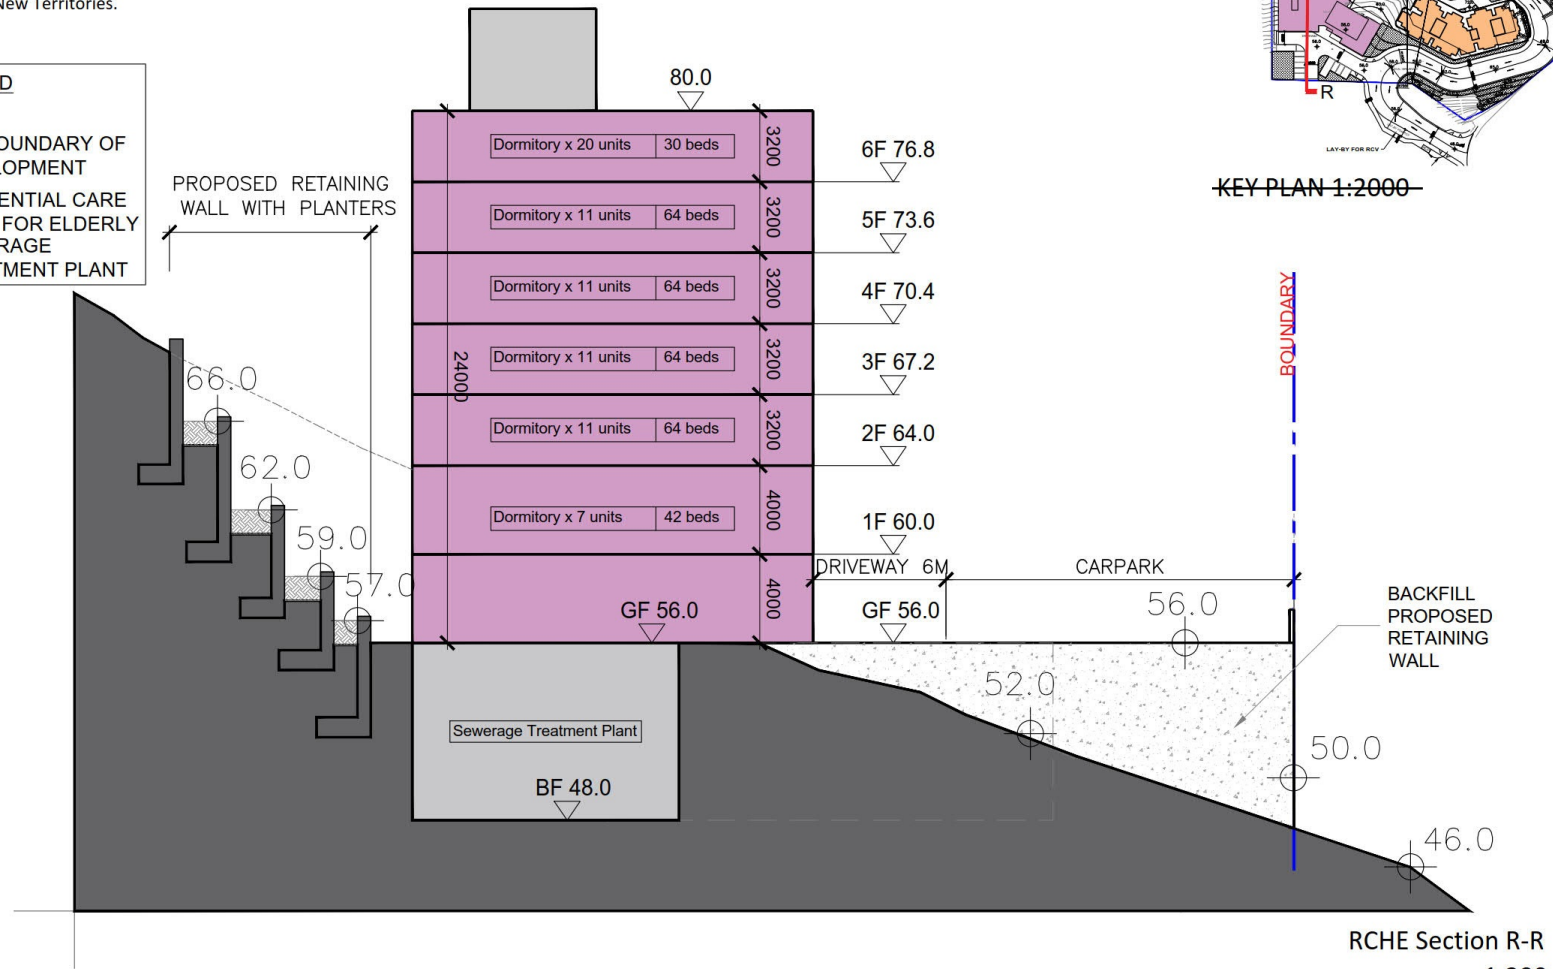 New Territories.
D
OUNDARY OF
LOPMENT
ENTIAL CARE
FOR ELDERLY
RAGE
TMENT PLANT
PROPOSED RETAINING
WALL WITH PLANTERS
80.0
R
LAY-BY FOR RCV
KEY PLAN 1:2000
Dormitory x 20 units 30 beds
3200
6F 76.8
Dormitory x 11 units 64 beds
3200
5F 73.6
Dormitory x 11 units 64 beds
3200
4F 70.4
Dormitory x 11 units 64 beds
3200
3F 67.2
24000
Dormitory x 11 units 64 beds
3200
2F 64.0
Dormitory x 7 units 42 beds
4000
1F 60.0
4000
GF 56.0
GF 56.0
66.0
62.0
59.0
57.0
DRIVEWAY 6M
CARPARK
BOUNDARY
56.0
BACKFILL
PROPOSED
RETAINING
WALL
52.0
50.0
46.0
Sewerage Treatment Plant
BF 48.0
RCHE Section R-R